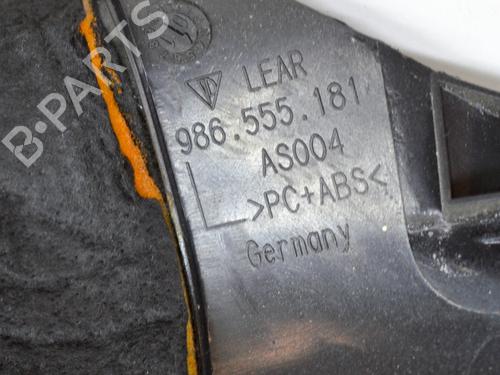 LEAR
986.555.181
AS004
>PC+ABS<
Germany
B-PARTS